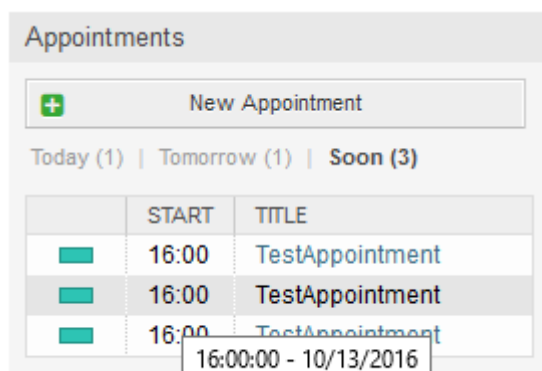 Appointments
New Appointment
Today (1) | Tomorrow (1) | Soon (3)
START TITLE
16:00 TestAppointment
16:00 TestAppointment
16:00 TestAppointment
16:00:00 - 10/13/2016